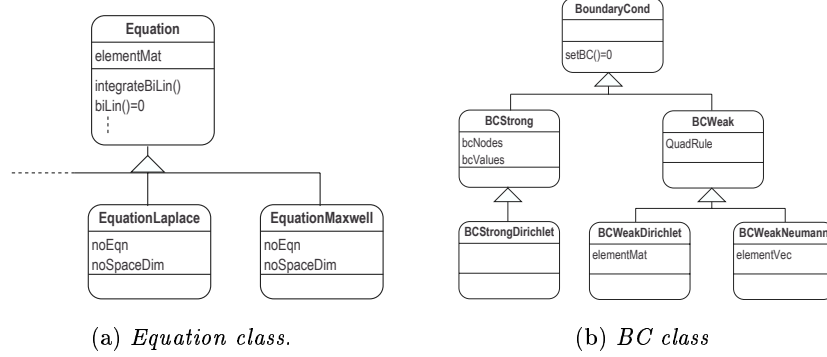 Equation
elementMat
integrateBiLin()
biLin()=0
EquationLaplace
noEqn
noSpaceDim
EquationMaxwell
noEqn
noSpaceDim
(a) Equation class.
BoundaryCond
setBC()=0
BCStrong
bcNodes
bcValues
BCWeak
QuadRule
BCStrongDirichlet
BCWeakDirichlet
elementMat
BCWeakNeumann
elementVec
(b) BC class